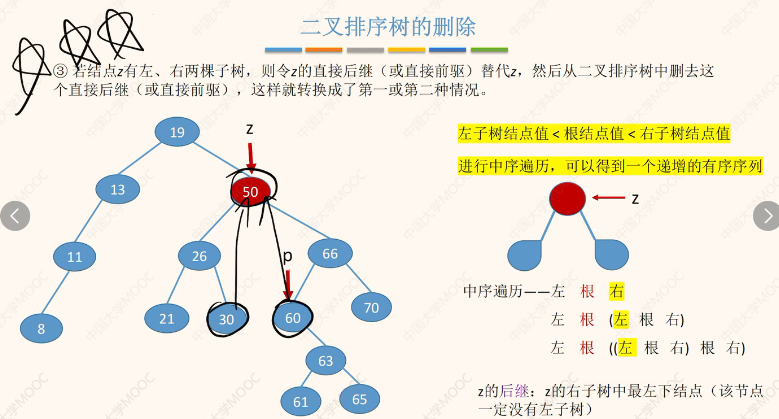 二叉排序树的删除
③ 若结点z有左、右两棵子树，则令z的直接后继（或直接前驱）替代z，然后从二叉排序树中删去这
个直接后继（或直接前驱），这样就转换成了第一或第二种情况。
19
z
13
50
11
26
p
66
8
21
30
60
70
63
61
65
左子树结点值 < 根结点值 < 右子树结点值
进行中序遍历，可以得到一个递增的有序序列
z
中序遍历——左 根 右
左 根 (左 根 右)
左 根 ((左 根 右) 根 右)
z的后继：z的右子树中最左下结点（该节点
一定没有左子树）